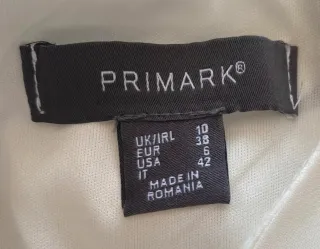 PRIMARK®
UK/IRL 10
EUR 38
USA 6
IT 42
MADE IN
ROMANIA